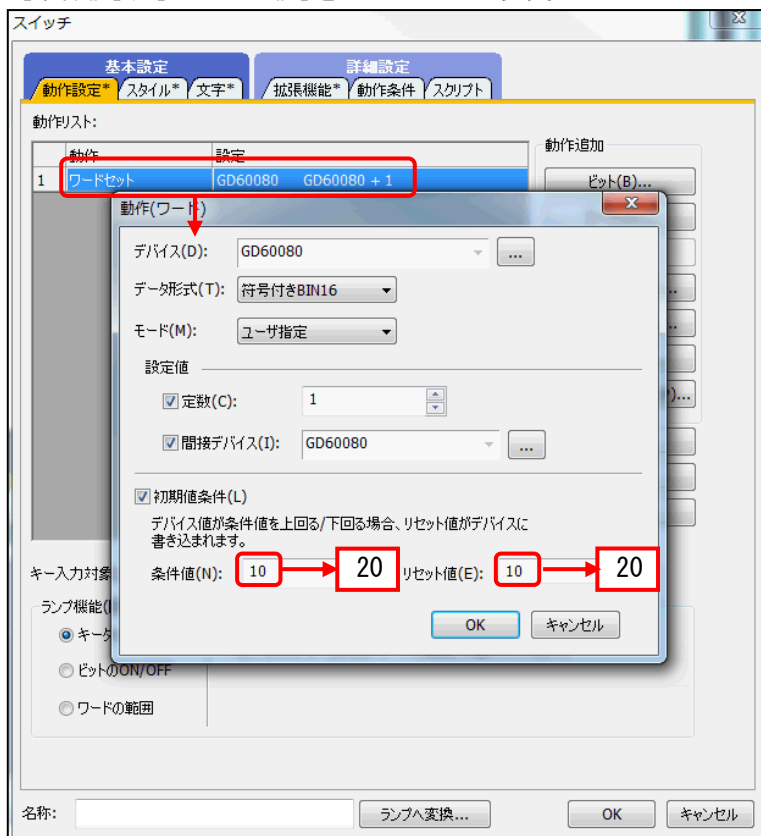 スイッチ
基本設定
詳細設定
動作設定* スタイル* 文字* 拡張機能* 動作条件 スクリプト
動作リスト:
動作追加
動作 設定
1 ワードセット GD60080 GD60080 + 1
ビット(B)...
動作(ワード)
デバイス(D): GD60080 ...
データ形式(T): 符号付きBIN16
モード(M): ユーザ指定
設定値
定数(C): 1
)...
間接デバイス(I): GD60080 ...
初期値条件(L)
デバイス値が条件値を上回る/下回る場合、リセット値がデバイスに
書き込まれます。
条件値(N): 10 20 リセット値(E): 10 20
キー入力対象
ランプ機能(
OK キャンセル
ビットのON/OFF
ワードの範囲
名称: ランプへ変換... OK キャンセル